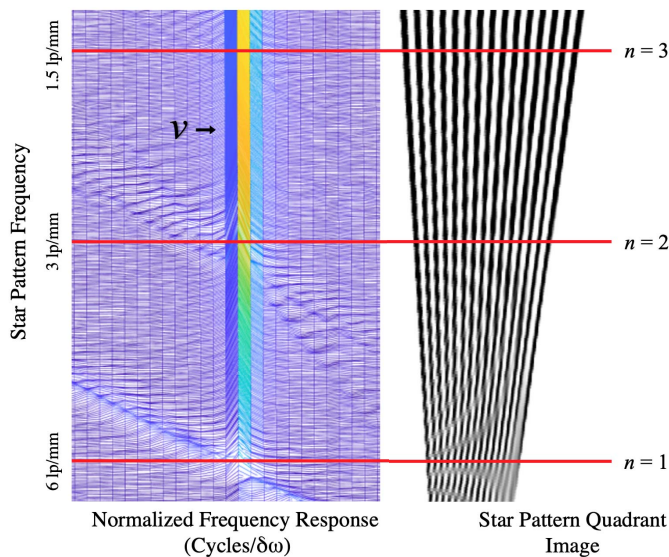 1.5 lp/mm
n = 3
ν →
Star Pattern Frequency
3 lp/mm
n = 2
6 lp/mm
n = 1
Normalized Frequency Response
(Cycles/δω)
Star Pattern Quadrant
Image